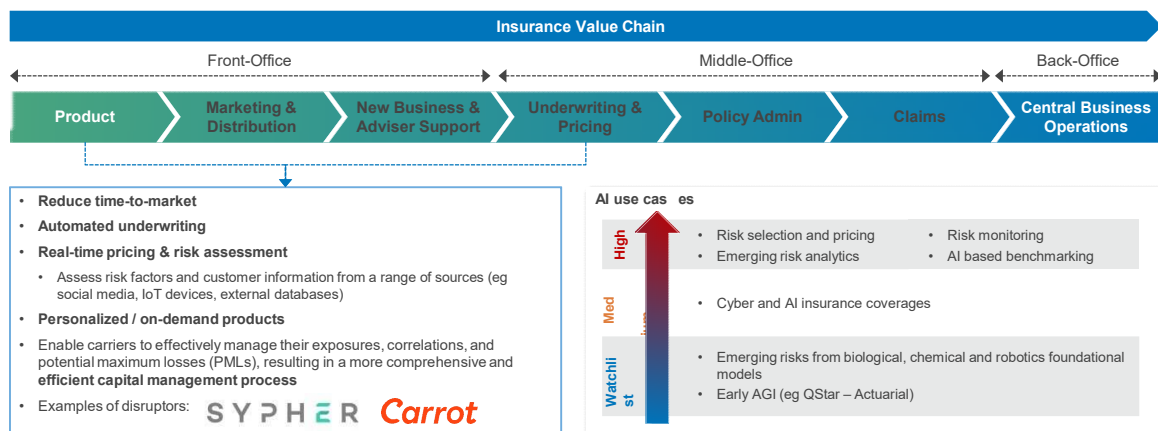 Insurance Value Chain
Front-Office
Middle-Office
Back-Office
Product
Marketing &
Distribution
New Business &
Adviser Support
Underwriting &
Pricing
Policy Admin
Claims
Central Business
Operations
• Reduce time-to-market
• Automated underwriting
• Real-time pricing & risk assessment
• Assess risk factors and customer information from a range of sources (eg
social media, IoT devices, external databases)
• Personalized / on-demand products
• Enable carriers to effectively manage their exposures, correlations, and
potential maximum losses (PMLs), resulting in a more comprehensive and
efficient capital management process
• Examples of disruptors:
SYPHER
Carrot
AI use cas es
High
• Risk selection and pricing
• Emerging risk analytics
• Risk monitoring
• AI based benchmarking
Med
ium
• Cyber and AI insurance coverages
Watchli
st
• Emerging risks from biological, chemical and robotics foundational
models
• Early AGI (eg QStar – Actuarial)